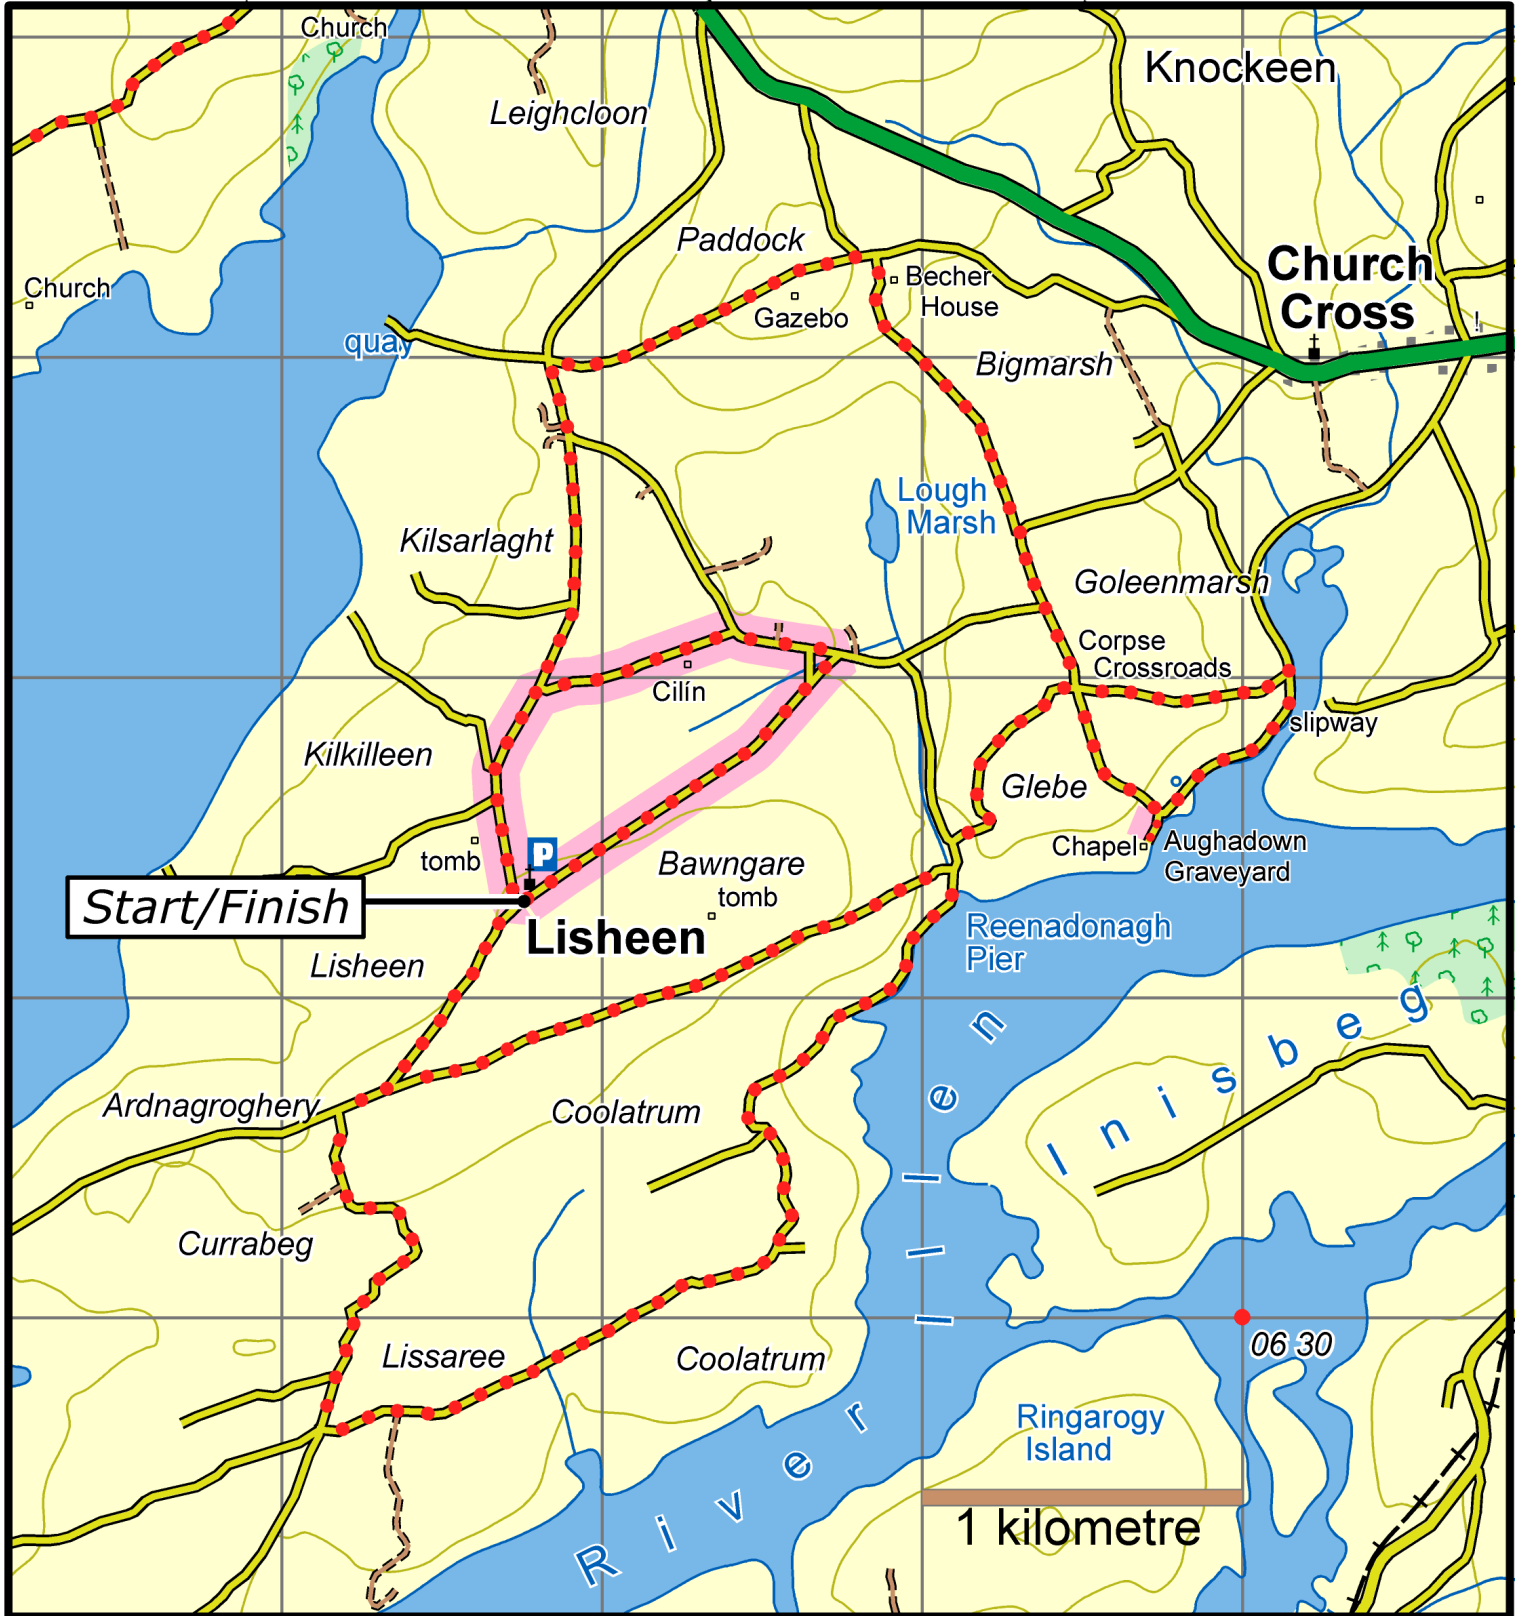 Church
Knockeen
Leighcloon
Paddock
Church
Cross
Becher
House
Church
Gazebo
quay
!
Bigmarsh
Lough
Marsh
Kilsarlaght
Goleenmarsh
Corpse
Crossroads
Cilín
slipway
Kilkilleen
Glebe
P
tomb
Chapel
Aughadown
Graveyard
Bawngare
tomb
Start/Finish
Lisheen
Reenadonagh
Pier
Lisheen
Inisbeg
Ardnagroghery
Coolatrum
Currabeg
River Ilen
06 30
Lissaree
Coolatrum
Ringarogy
Island
1 kilometre